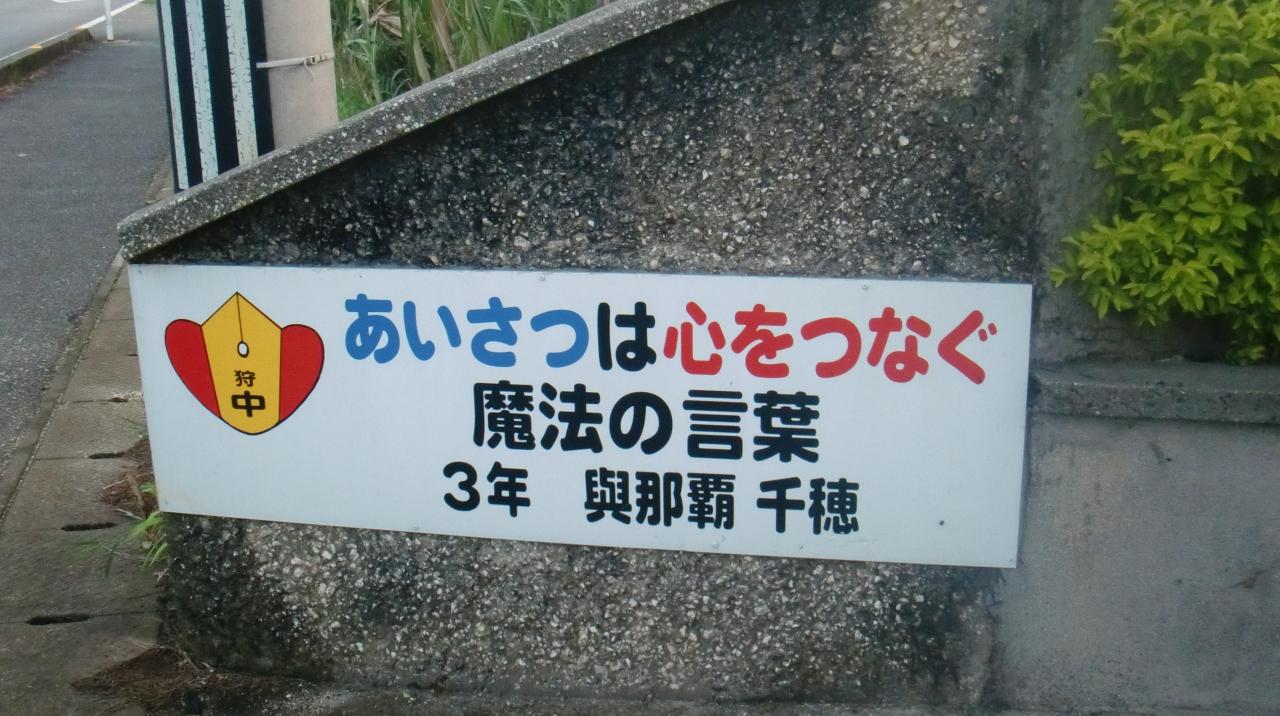 あいさつは心をつなぐ
魔法の言葉
3年 與那覇 千穂
狩
中